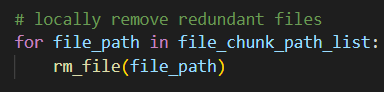 # locally remove redundant files
for file_path in file_chunk_path_list:
    rm_file(file_path)